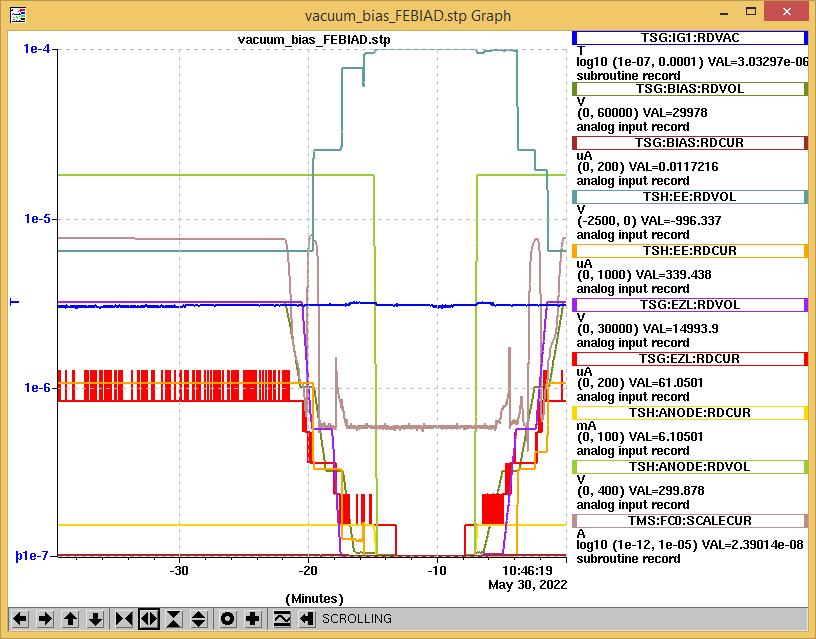 vacuum_bias_FEBIAD.stp Graph
vacuum_bias_FEBIAD.stp
1e-4
1e-5
T
1e-6
1e-7
-30
-20
-10
10:46:19
May 30, 2022
(Minutes)
TSG:IG1:RDVAC
T
log10 (1e-07, 0.0001) VAL=3.03297e-06
subroutine record
TSG:BIAS:RDVOL
V
(0, 60000) VAL=29978
analog input record
TSG:BIAS:RDCUR
uA
(0, 200) VAL=0.0117216
analog input record
TSH:EE:RDVOL
V
(-2500, 0) VAL=-996.337
analog input record
TSH:EE:RDCUR
uA
(0, 1000) VAL=339.438
analog input record
TSG:EZL:RDVOL
V
(0, 30000) VAL=14993.9
analog input record
TSG:EZL:RDCUR
uA
(0, 200) VAL=61.0501
analog input record
TSH:ANODE:RDCUR
mA
(0, 100) VAL=6.10501
analog input record
TSH:ANODE:RDVOL
V
(0, 400) VAL=299.878
analog input record
TMS:FC0:SCALECUR
A
log10 (1e-12, 1e-05) VAL=2.39014e-08
subroutine record
SCROLLING